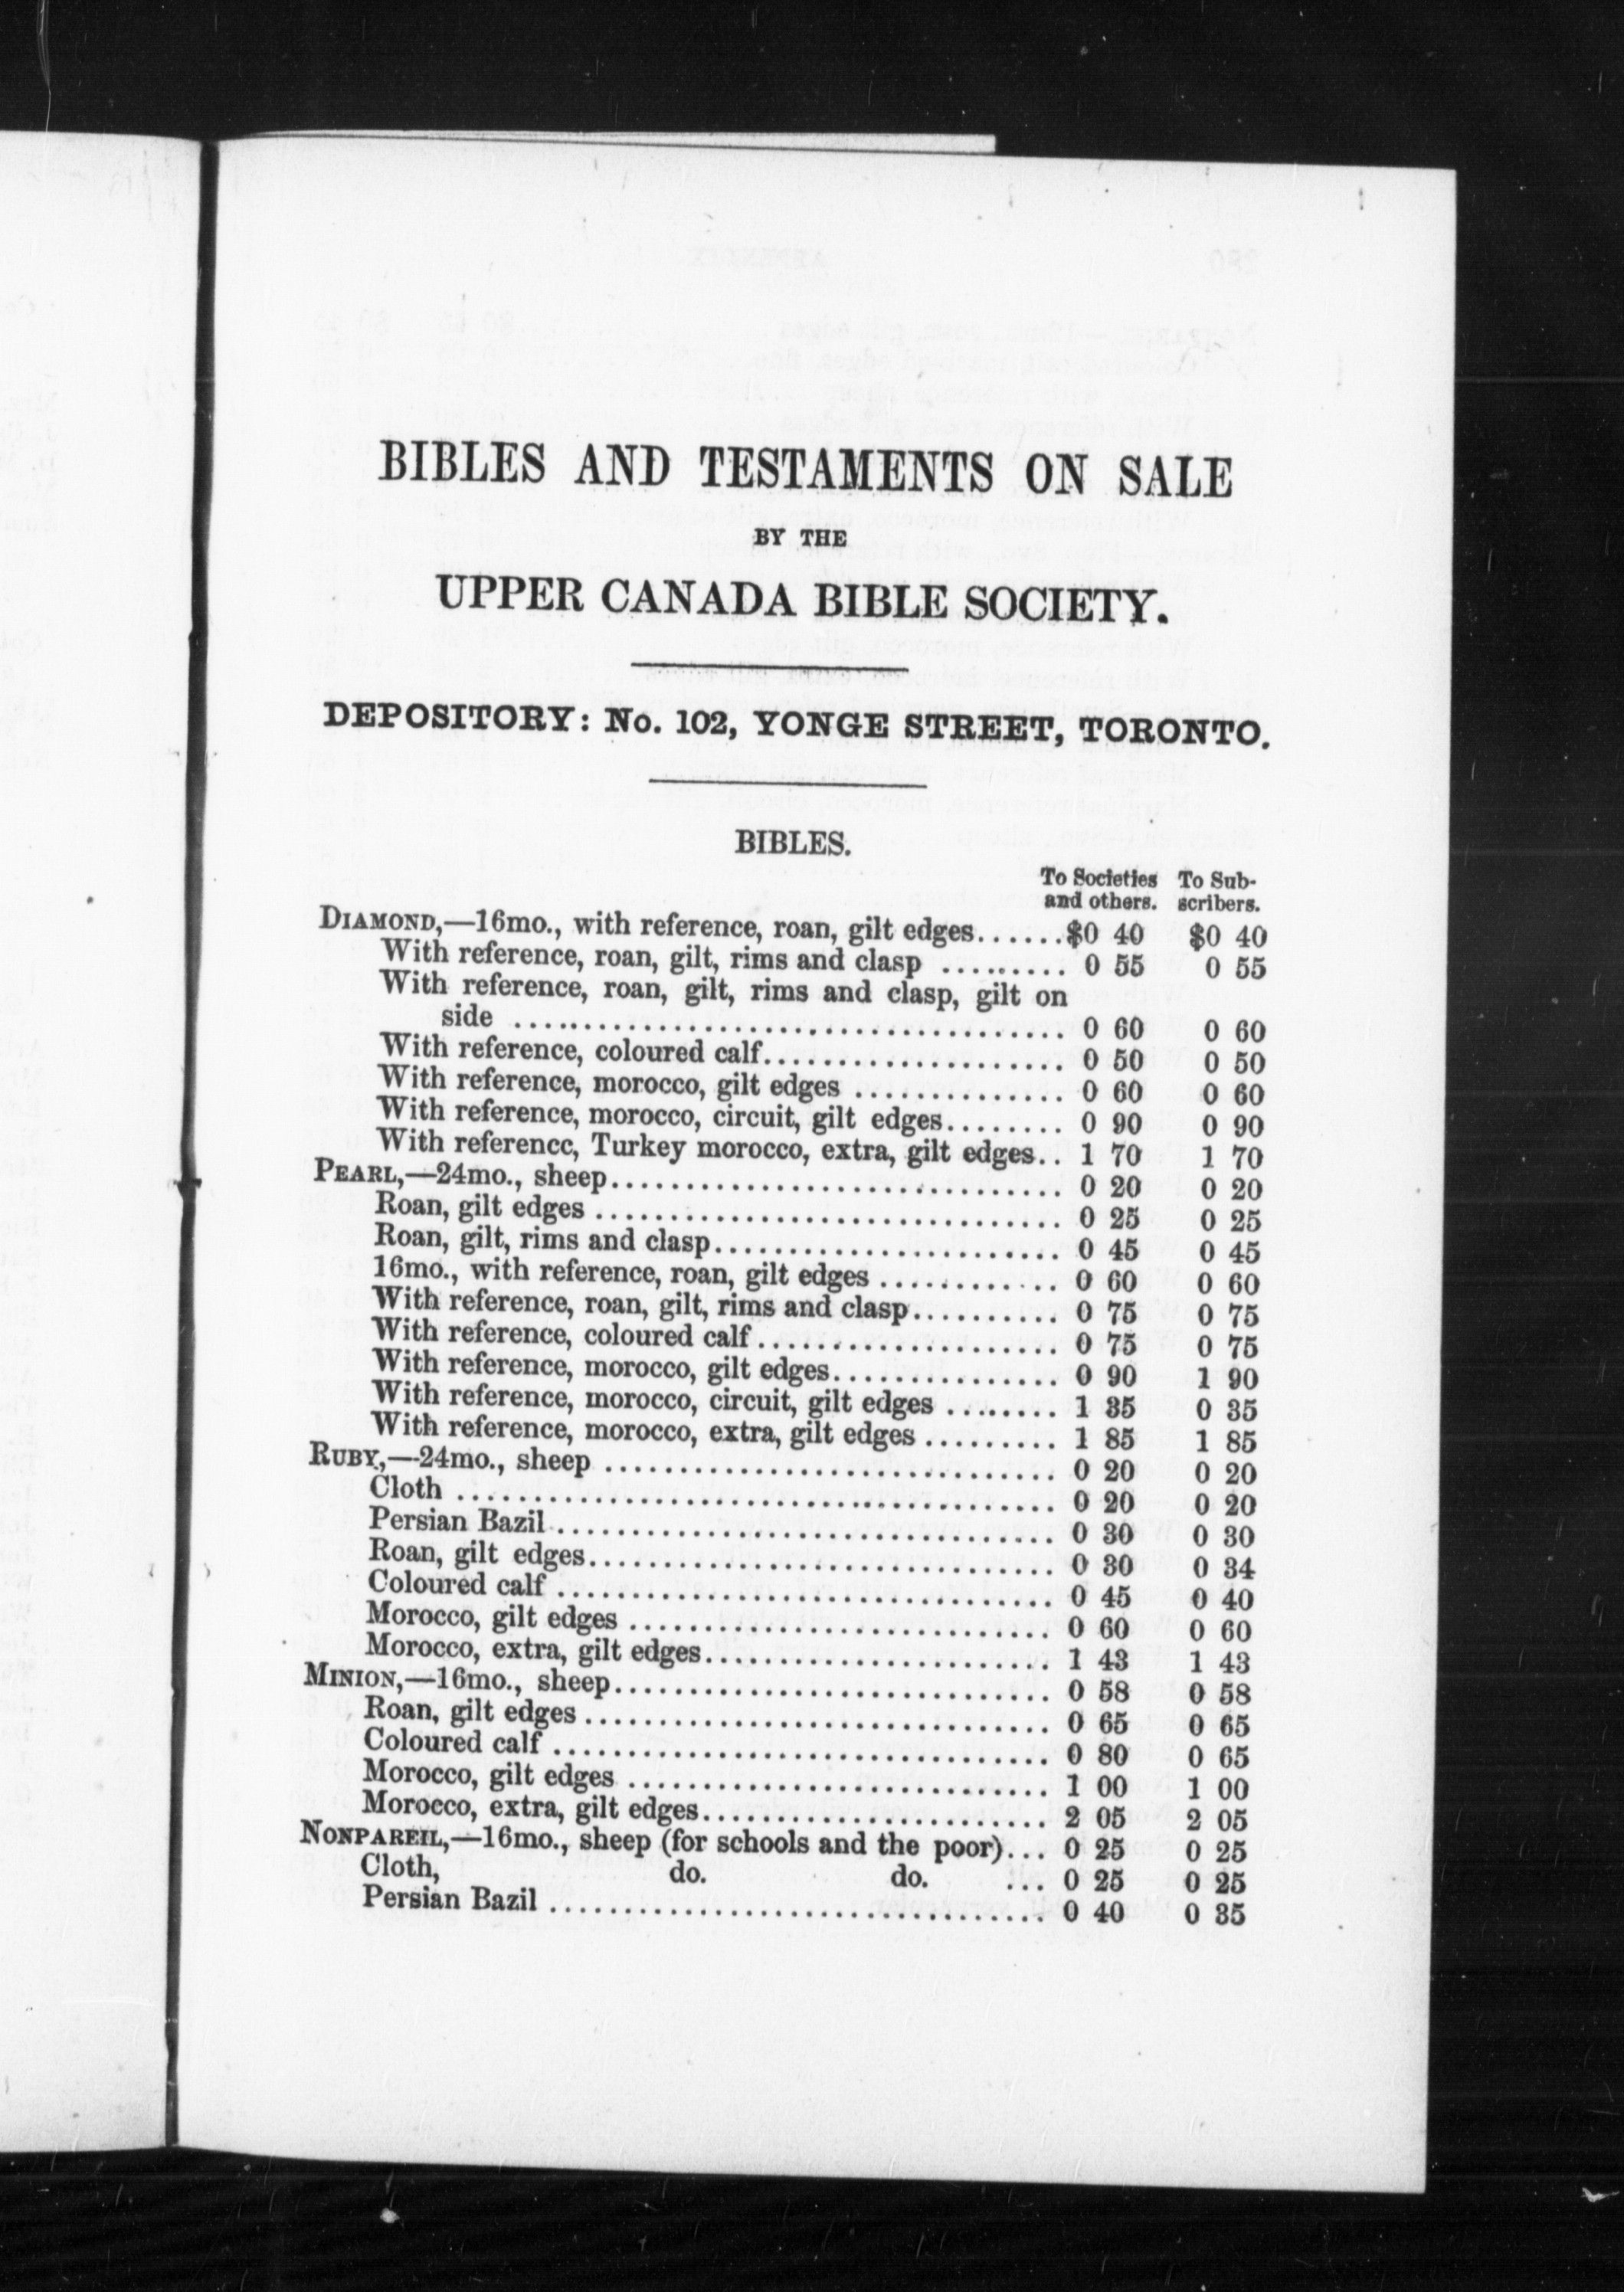 BIBLES AND TESTAMENTS ON SALE
BY THE
UPPER CANADA BIBLE SOCIETY.
DEPOSITORY: No. 102, YONGE STREET, TORONTO.
BIBLES.
To Societies and others. To Sub-scribers.
DIAMOND,—16mo., with reference, roan, gilt edges.......$0 40 $0 40
With reference, roan, gilt, rims and clasp .......... 0 55 0 55
With reference, roan, gilt, rims and clasp, gilt on
side ..................................... 0 60 0 60
With reference, coloured calf.................... 0 50 0 50
With reference, morocco, gilt edges .............. 0 60 0 60
With reference, morocco, circuit, gilt edges........ 0 90 0 90
With referencc, Turkey morocco, extra, gilt edges.. 1 70 1 70
PEARL,—24mo., sheep.............................. 0 20 0 20
Roan, gilt edges ............................... 0 25 0 25
Roan, gilt, rims and clasp....................... 0 45 0 45
16mo., with reference, roan, gilt edges ............ 0 60 0 60
With reference, roan, gilt, rims and clasp.......... 0 75 0 75
With reference, coloured calf .................... 0 75 0 75
With reference, morocco, gilt edges............... 0 90 1 90
With reference, morocco, circuit, gilt edges ........ 1 35 0 35
With reference, morocco, extra, gilt edges ......... 1 85 1 85
RUBY,—24mo., sheep .............................. 0 20 0 20
Cloth ........................................ 0 20 0 20
Persian Bazil ................................. 0 30 0 30
Roan, gilt edges............................... 0 30 0 34
Coloured calf ................................. 0 45 0 40
Morocco, gilt edges ............................ 0 60 0 60
Morocco, extra, gilt edges....................... 1 43 1 43
MINION,—16mo., sheep............................. 0 58 0 58
Roan, gilt edges ............................... 0 65 0 65
Coloured calf ................................. 0 80 0 65
Morocco, gilt edges ............................ 1 00 1 00
Morocco, extra, gilt edges....................... 2 05 2 05
NONPAREIL,—16mo., sheep (for schools and the poor)... 0 25 0 25
Cloth, do. do. ... 0 25 0 25
Persian Bazil ................................. 0 40 0 35